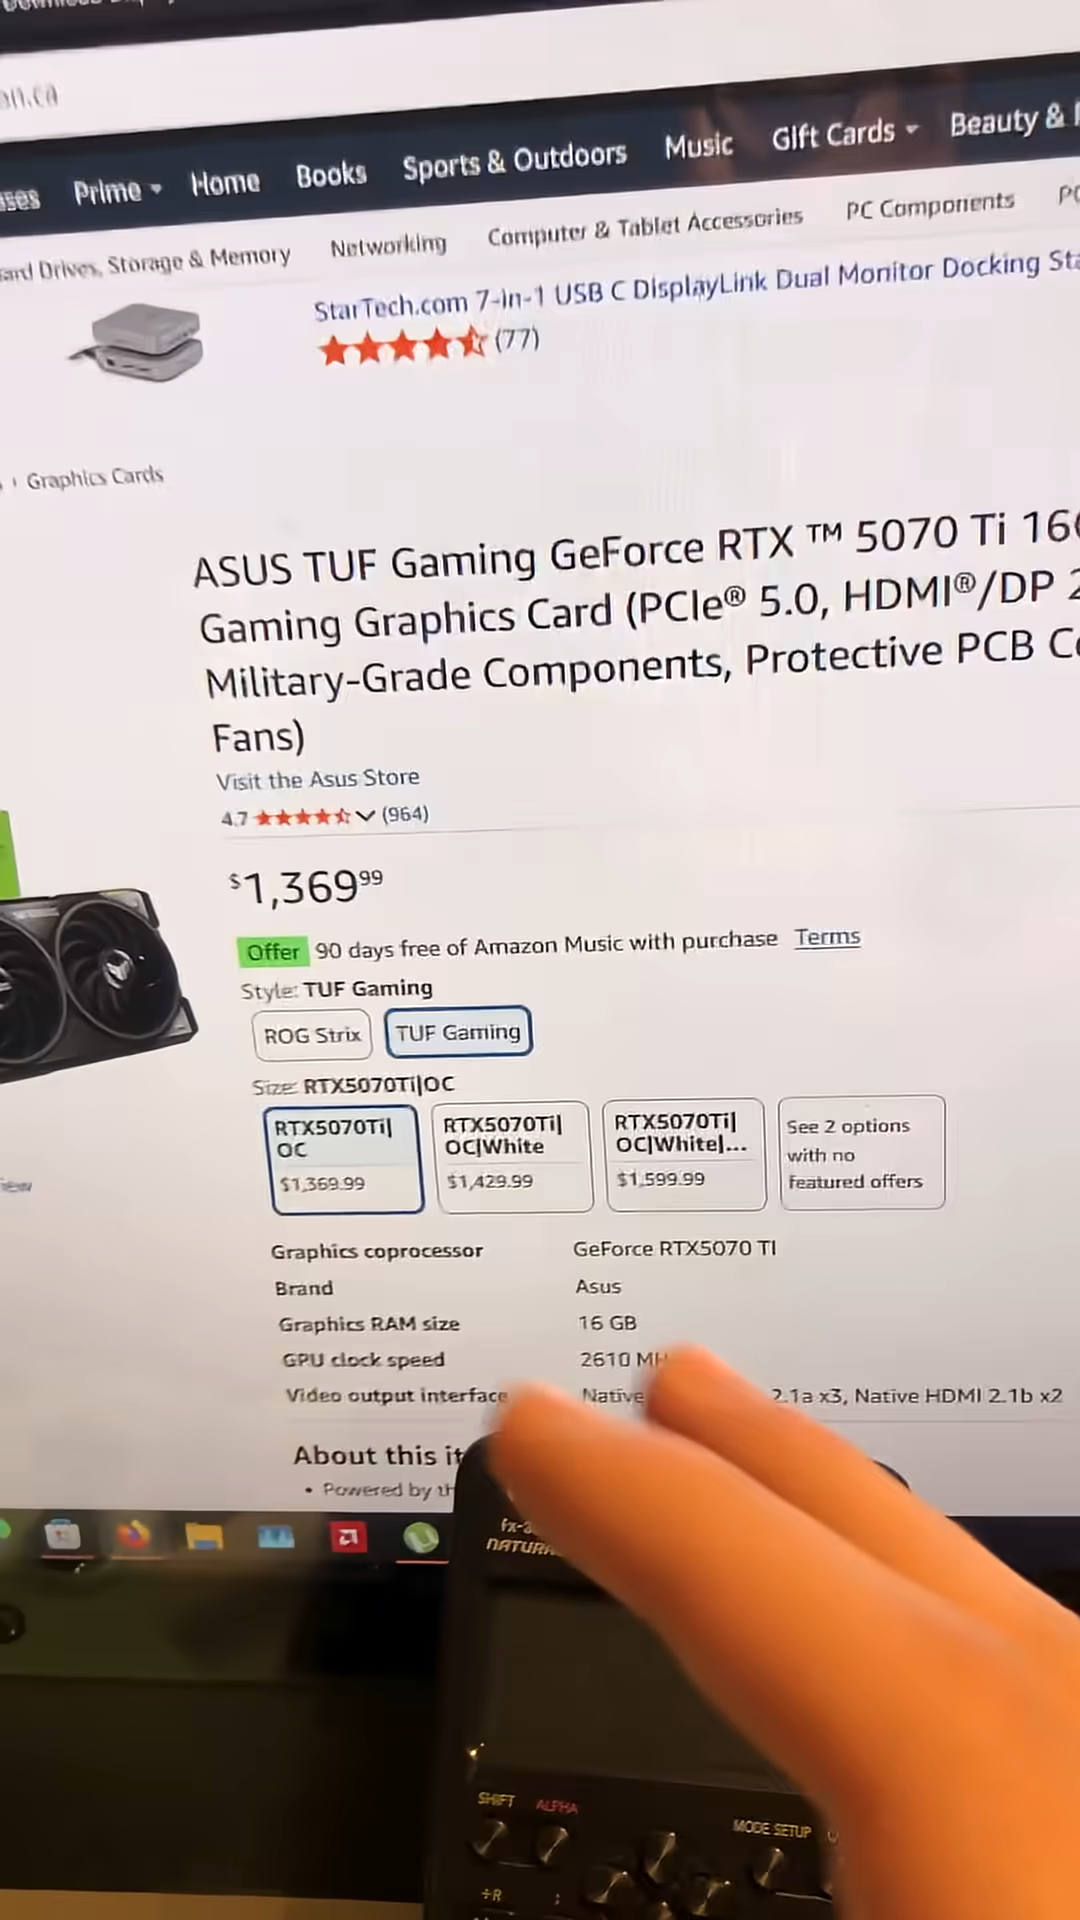 Prime
Home
Books
Sports & Outdoors
Music
Gift Cards
Beauty &
Drives, Storage & Memory
Networking
Computer & Tablet Accessories
PC Components
StarTech.com 7-in-1 USB C DisplayLink Dual Monitor Docking
(77)
Graphics Cards
ASUS TUF Gaming GeForce RTX ™ 5070 Ti
Gaming Graphics Card (PCIe® 5.0, HDMI®/DP
Military-Grade Components, Protective PCB
Fans)
Visit the Asus Store
4.7 (964)
$1,369.99
Offer 90 days free of Amazon Music with purchase Terms
Style: TUF Gaming
ROG Strix
TUF Gaming
Size: RTX5070Ti|OC
RTX5070Ti|
OC
$1,369.99
RTX5070Ti|
OC|White
$1,429.99
RTX5070Ti|
OC|White|...
$1,599.99
See 2 options
with no
featured offers
Graphics coprocessor GeForce RTX5070 TI
Brand Asus
Graphics RAM size 16 GB
GPU clock speed 2610
Video output interface Native 2.1a x3, Native HDMI 2.1b x2
About this
• Powered by
SHIFT ALPHA
MODE SETUP
÷R